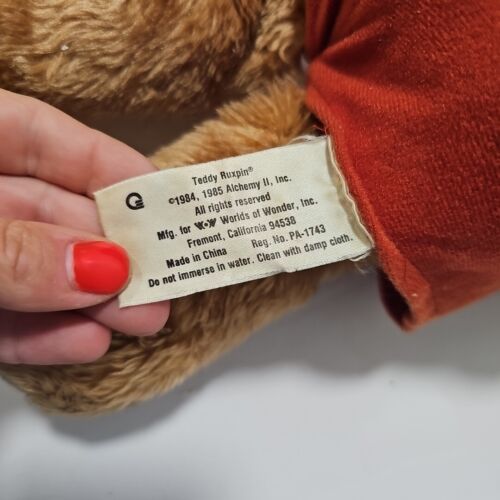 Teddy Ruxpin®
©1984, 1985 Alchemy II, Inc.
All rights reserved
Mfg. for WOW Worlds of Wonder, Inc.
Fremont, California 94538
Made in China Reg. No. PA-1743
Do not immerse in water. Clean with damp cloth.